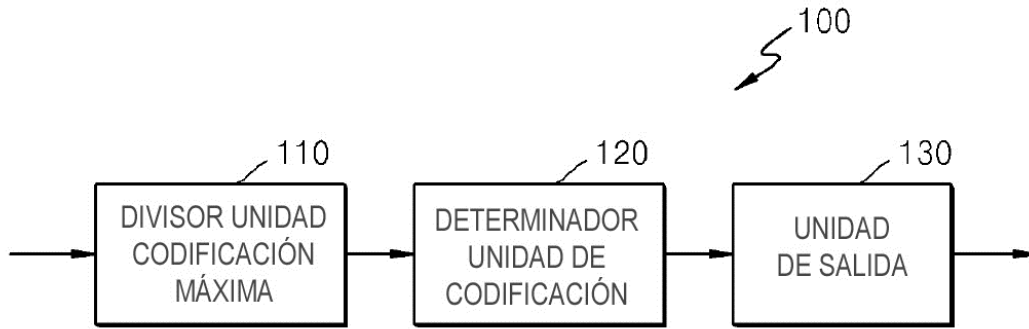 100
110
DIVISOR UNIDAD
CODIFICACIÓN
MÁXIMA
120
DETERMINADOR
UNIDAD DE
CODIFICACIÓN
130
UNIDAD
DE SALIDA